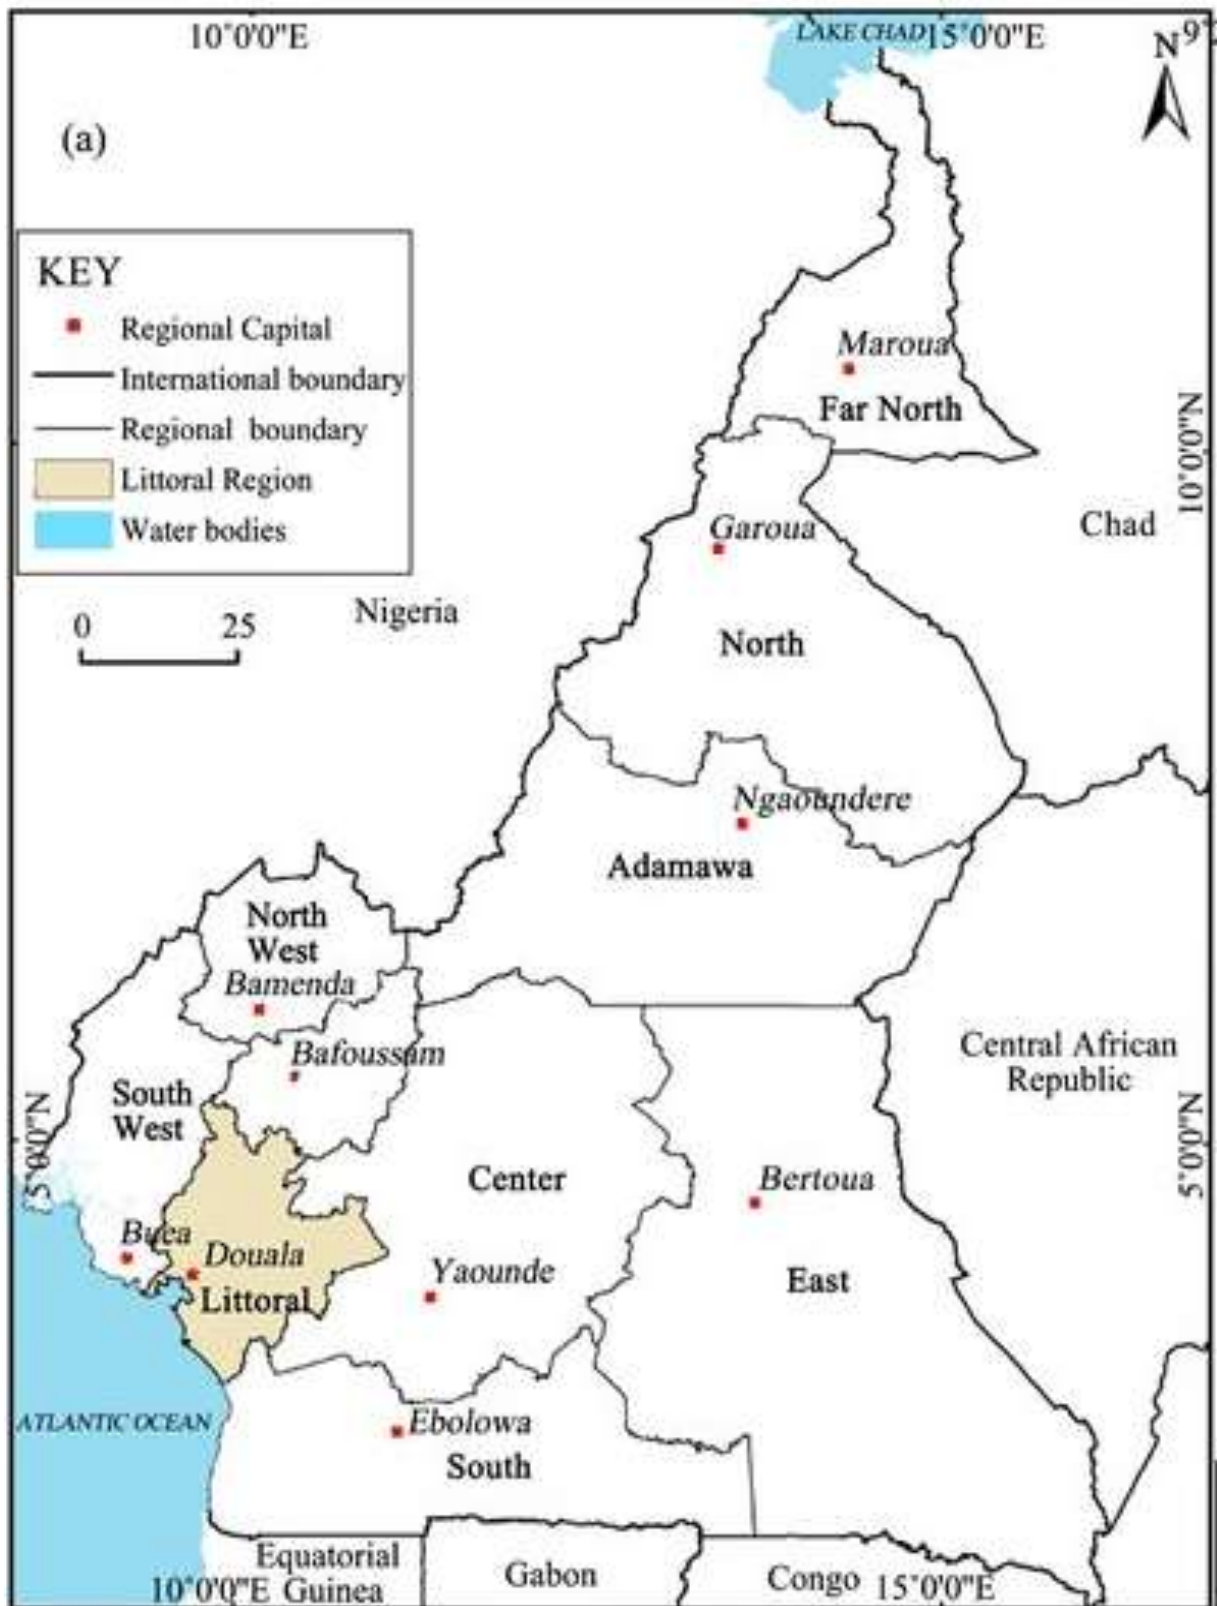 10°0'0"E
LAKE CHAD
15°0'0"E
N
(a)
KEY
Regional Capital
International boundary
Regional boundary
Littoral Region
Water bodies
0 25
Nigeria
Maroua
Far North
10°0'0"N
Chad
Garoua
North
Ngaoundere
Adamawa
North
West
Bamenda
Bafoussam
Central African
Republic
South
West
5°0'0"N
5°0'0"N
Center
Bertoua
Buea
Douala
Littoral
Yaounde
East
ATLANTIC OCEAN
Ebolowa
South
Equatorial
Guinea
Gabon
Congo
10°0'0"E
15°0'0"E